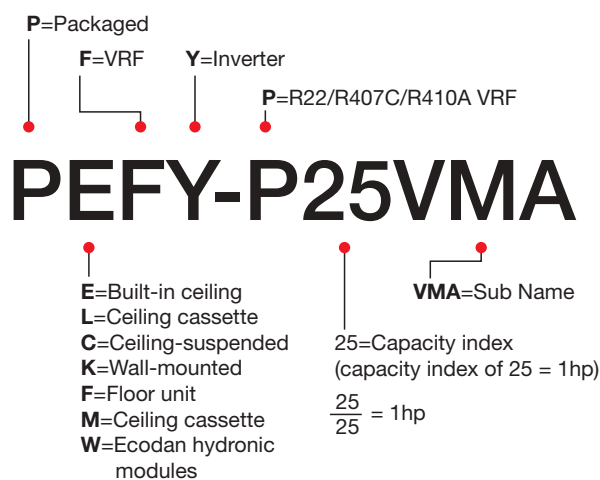 P=Packaged
F=VRF
Y=Inverter
P=R22/R407C/R410A VRF
PEFY-P25VMA
E=Built-in ceiling
L=Ceiling cassette
C=Ceiling-suspended
K=Wall-mounted
F=Floor unit
M=Ceiling cassette
W=Ecodan hydronic
modules
25=Capacity index
(capacity index of 25 = 1hp)
25
25 = 1hp
VMA=Sub Name